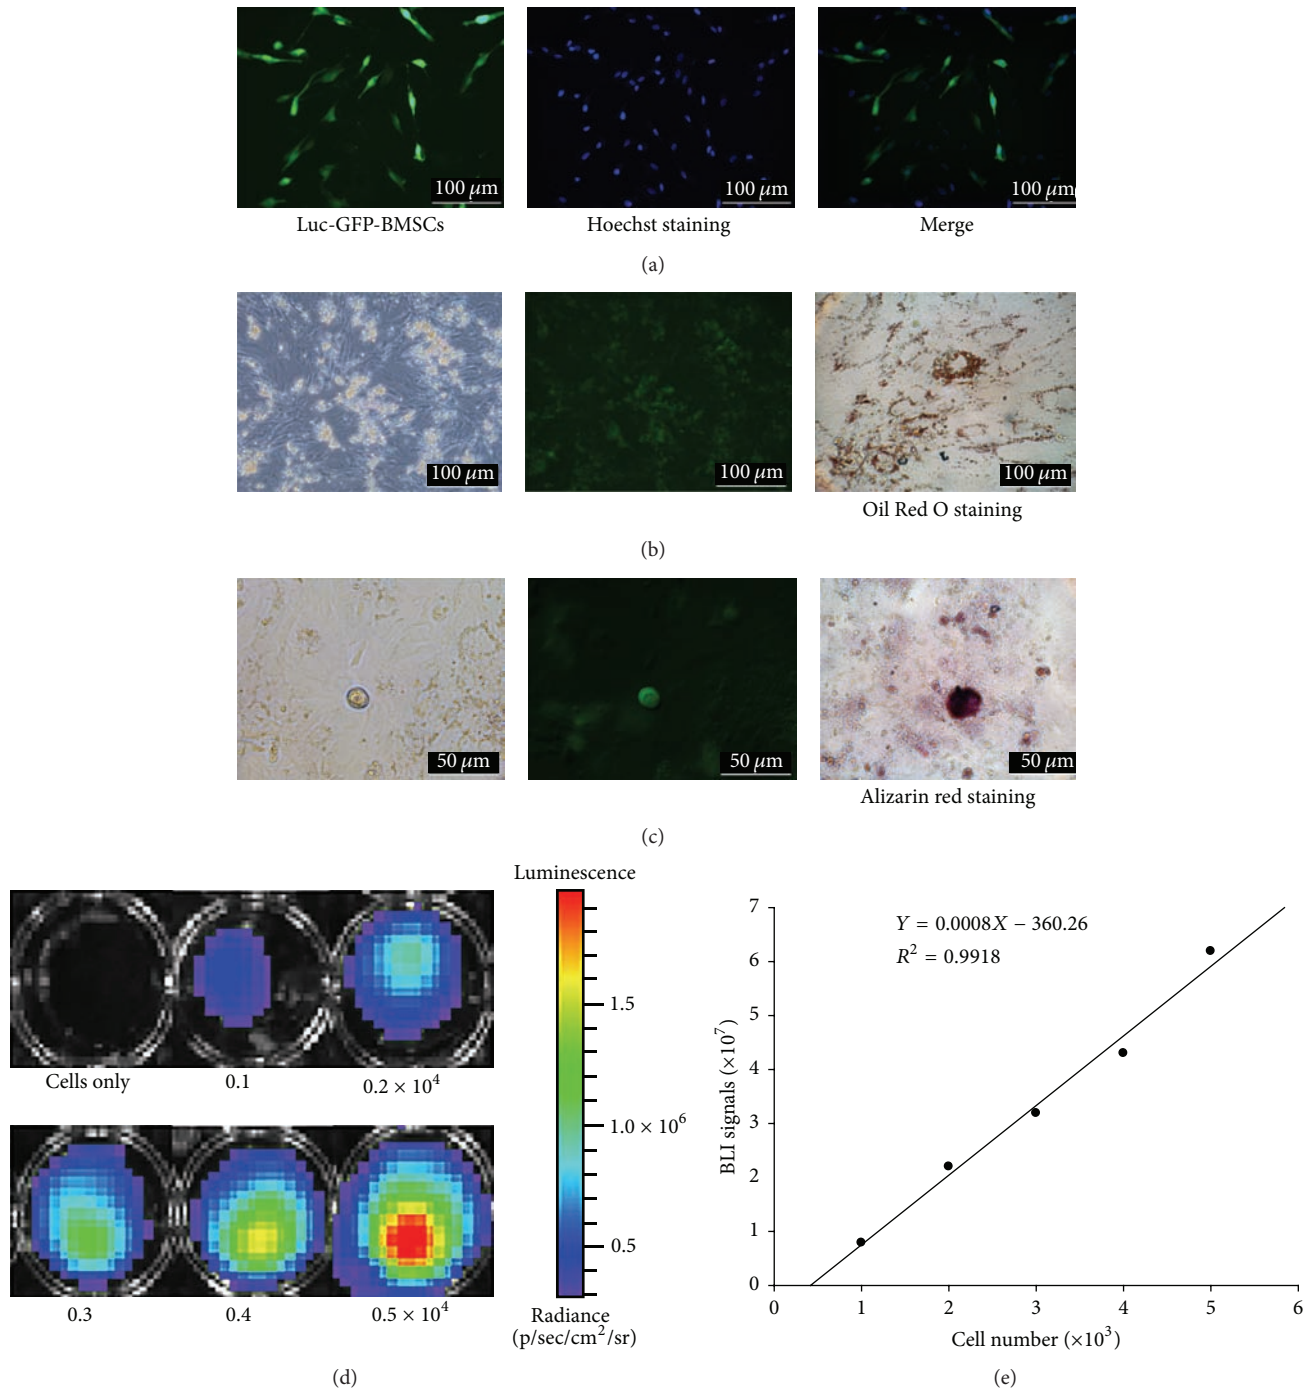 100 μm
100 μm
100 μm
Luc-GFP-BMSCs
Hoechst staining
Merge
(a)
100 μm
100 μm
100 μm
Oil Red O staining
(b)
50 μm
50 μm
50 μm
Alizarin red staining
(c)
Luminescence
1.5
1.0 × 10⁶
0.5
Radiance
(p/sec/cm²/sr)
Cells only
0.1
0.2 × 10⁴
0.3
0.4
0.5 × 10⁴
(d)
Y = 0.0008X − 360.26
R² = 0.9918
BLI signals (×10⁷)
7
6
5
4
3
2
1
0
0
1
2
3
4
5
6
Cell number (×10³)
(e)